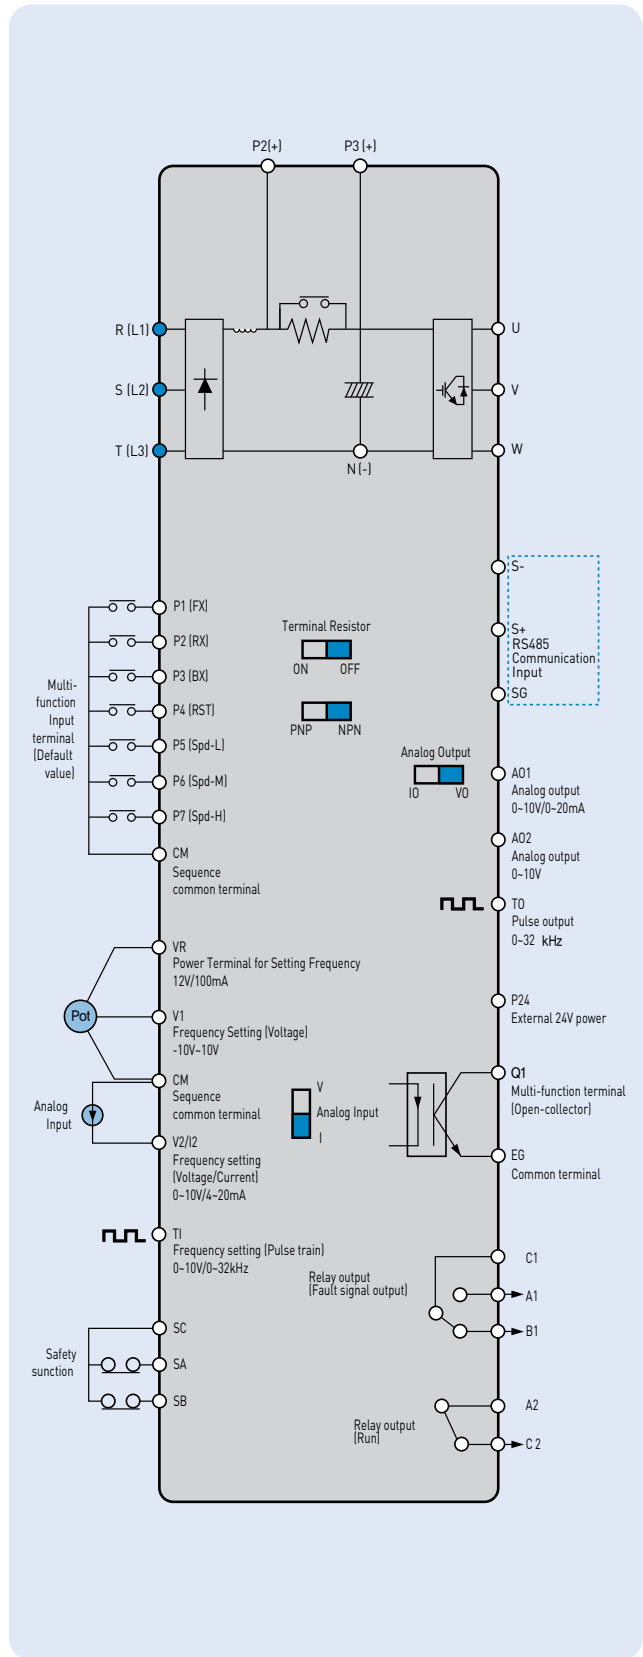 P2(+)
P3 (+)
R (L1)
U
S (L2)
V
T (L3)
W
N (-)
S-
S+
RS485
Communication
Input
SG
Multi-
function
Input
terminal
(Default
value)
P1 (FX)
P2 (RX)
P3 (BX)
P4 (RST)
P5 (Spd-L)
P6 (Spd-M)
P7 (Spd-H)
CM
Sequence
common terminal
Terminal Resistor
ON OFF
PNP NPN
Analog Output
IO VO
AO1
Analog output
0~10V/0~20mA
AO2
Analog output
0~10V
TO
Pulse output
0~32 kHz
VR
Power Terminal for Setting Frequency
12V/100mA
Pot
V1
Frequency Setting (Voltage)
-10V~10V
CM
Sequence
common terminal
Analog
Input
V2/I2
Frequency setting
(Voltage/Current)
0~10V/4~20mA
V
Analog Input
I
P24
External 24V power
Q1
Multi-function terminal
(Open-collector)
EG
Common terminal
TI
Frequency setting (Pulse train)
0~10V/0~32kHz
Relay output
(Fault signal output)
C1
A1
B1
Safety
sunction
SC
SA
SB
Relay output
(Run)
A2
C 2